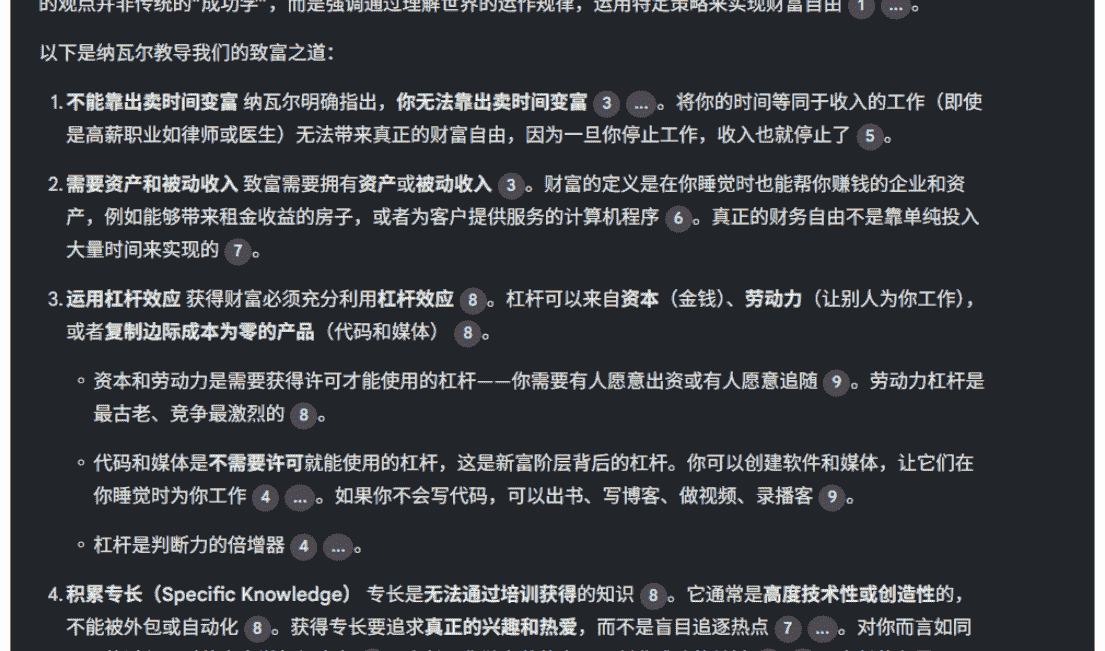 的观点并非传统的“成功学”，而是强调通过理解世界的运作规律，运用特定策略来实现财富自由 1 ... 。
以下是纳瓦尔教导我们的致富之道：
1. 不能靠出卖时间变富 纳瓦尔明确指出，你无法靠出卖时间变富 3 ... 。将你的时间等同于收入的工作（即使
是高薪职业如律师或医生）无法带来真正的财富自由，因为一旦你停止工作，收入也就停止了 5 。
2. 需要资产和被动收入 致富需要拥有资产或被动收入 3 。财富的定义是在你睡觉时也能帮你赚钱的企业和资
产，例如能够带来租金收益的房子，或者为客户提供服务的计算机程序 6 。真正的财务自由不是靠单纯投入
大量时间来实现的 7 。
3. 运用杠杆效应 获得财富必须充分利用杠杆效应 8 。杠杆可以来自资本（金钱）、劳动力（让别人为你工作），
或者复制边际成本为零的产品（代码和媒体） 8 。
◦ 资本和劳动力是需要获得许可才能使用的杠杆——你需要有人愿意出资或有人愿意追随 9 。劳动力杠杆是
最古老、竞争最激烈的 8 。
◦ 代码和媒体是不需要许可就能使用的杠杆，这是新富阶层背后的杠杆。你可以创建软件和媒体，让它们在
你睡觉时为你工作 4 ... 。如果你不会写代码，可以出书、写博客、做视频、录播客 9 。
◦ 杠杆是判断力的倍增器 4 ... 。
4. 积累专长（Specific Knowledge） 专长是无法通过培训获得的知识 8 。它通常是高度技术性或创造性的，
不能被外包或自动化 8 。获得专长要追求真正的兴趣和热爱，而不是盲目追逐热点 7 ... 。对你而言如同